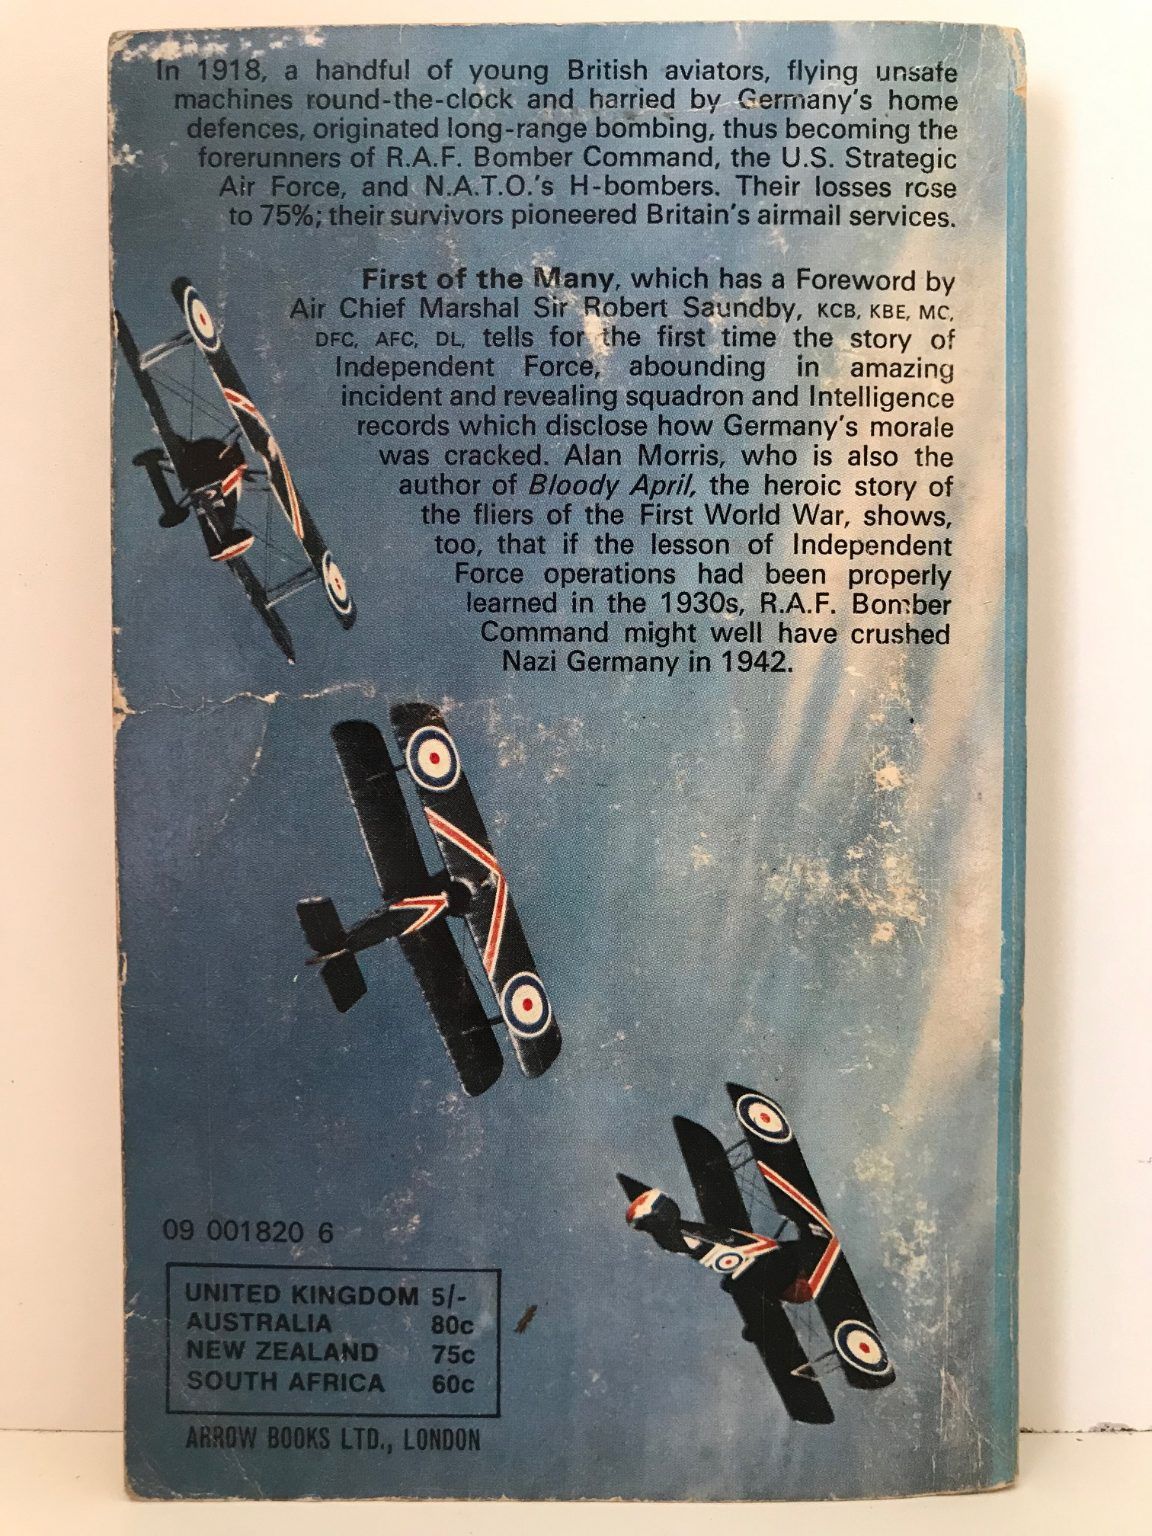 In 1918, a handful of young British aviators, flying unsafe
machines round-the-clock and harried by Germany's home
defences, originated long-range bombing, thus becoming the
forerunners of R.A.F. Bomber Command, the U.S. Strategic
Air Force, and N.A.T.O.'s H-bombers. Their losses rose
to 75%; their survivors pioneered Britain's airmail services.
First of the Many, which has a Foreword by
Air Chief Marshal Sir Robert Saundby, KCB, KBE, MC,
DFC, AFC, DL, tells for the first time the story of
Independent Force, abounding in amazing
incident and revealing squadron and Intelligence
records which disclose how Germany's morale
was cracked. Alan Morris, who is also the
author of Bloody April, the heroic story of
the fliers of the First World War, shows,
too, that if the lesson of Independent
Force operations had been properly
learned in the 1930s, R.A.F. Bomber
Command might well have crushed
Nazi Germany in 1942.
09 001820 6
UNITED KINGDOM 5/-
AUSTRALIA 80c
NEW ZEALAND 75c
SOUTH AFRICA 60c
ARROW BOOKS LTD., LONDON